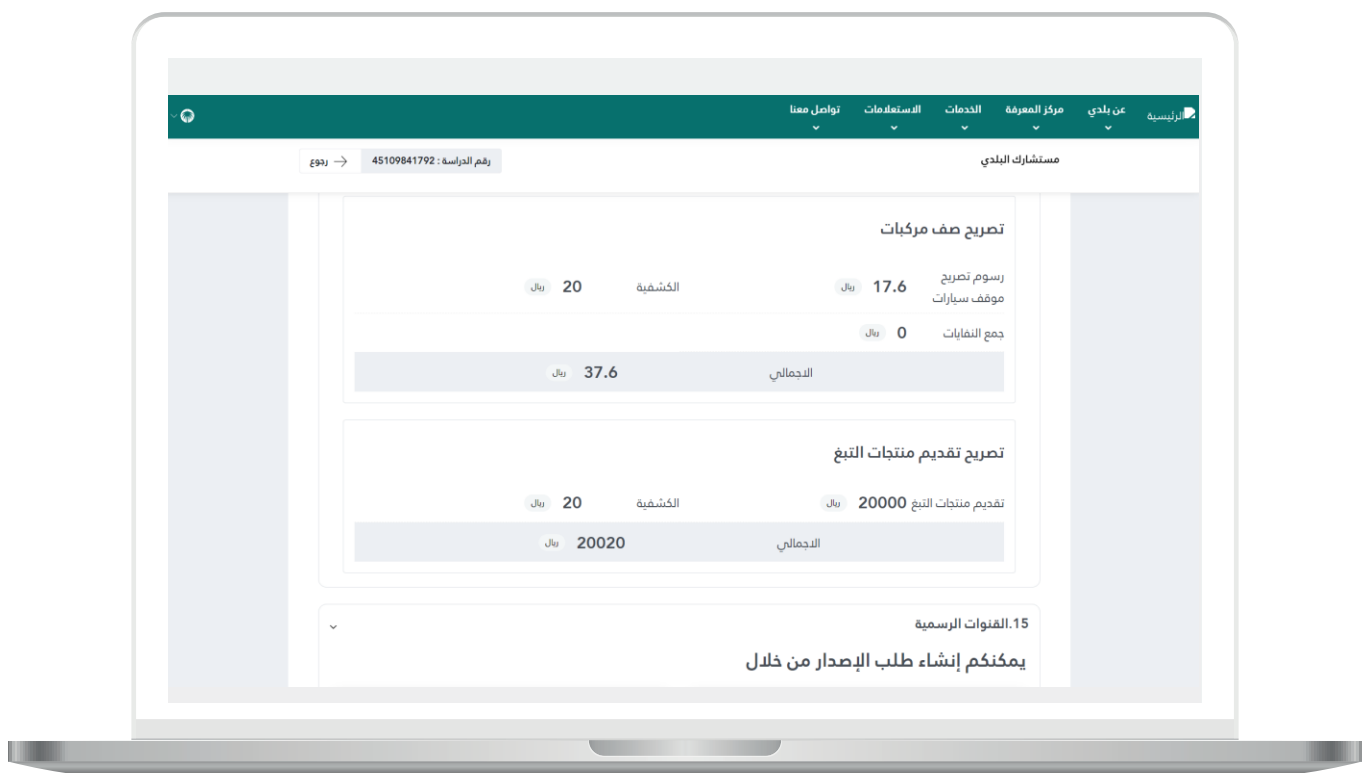 الرئيسية
عن بلدي
مركز المعرفة
الخدمات
الاستعلامات
تواصل معنا
مستشارك البلدي
رقم الدراسة : 45109841792
رجوع
تصريح صف مركبات
رسوم تصريح موقف سيارات 17.6 ريال
الكشفية 20 ريال
جمع النفايات 0 ريال
الاجمالي 37.6 ريال
تصريح تقديم منتجات التبغ
تقديم منتجات التبغ 20000 ريال
الكشفية 20 ريال
الاجمالي 20020 ريال
15.القنوات الرسمية
يمكنكم إنشاء طلب الإصدار من خلال